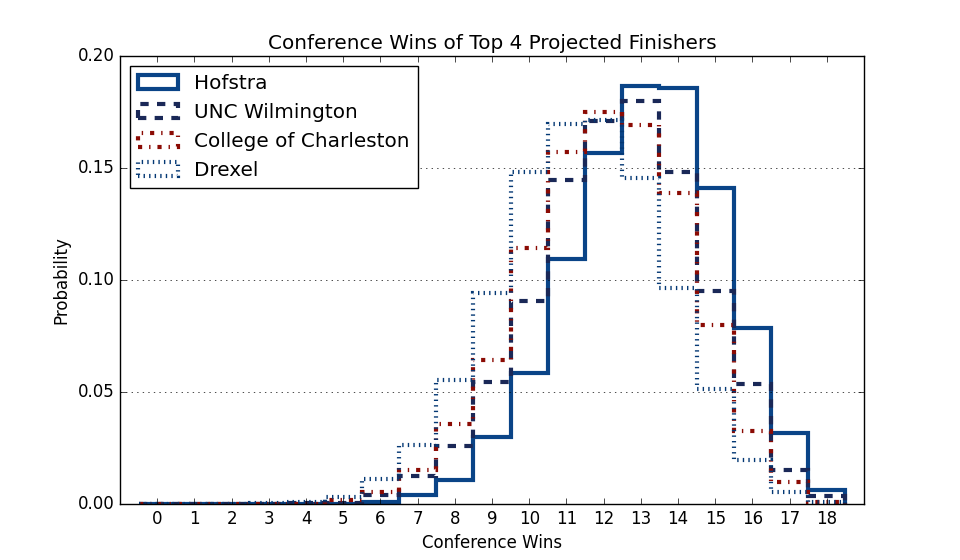 Conference Wins of Top 4 Projected Finishers
0.20
0.15
0.10
0.05
0.00
Probability
Hofstra
UNC Wilmington
College of Charleston
Drexel
0 1 2 3 4 5 6 7 8 9 10 11 12 13 14 15 16 17 18
Conference Wins